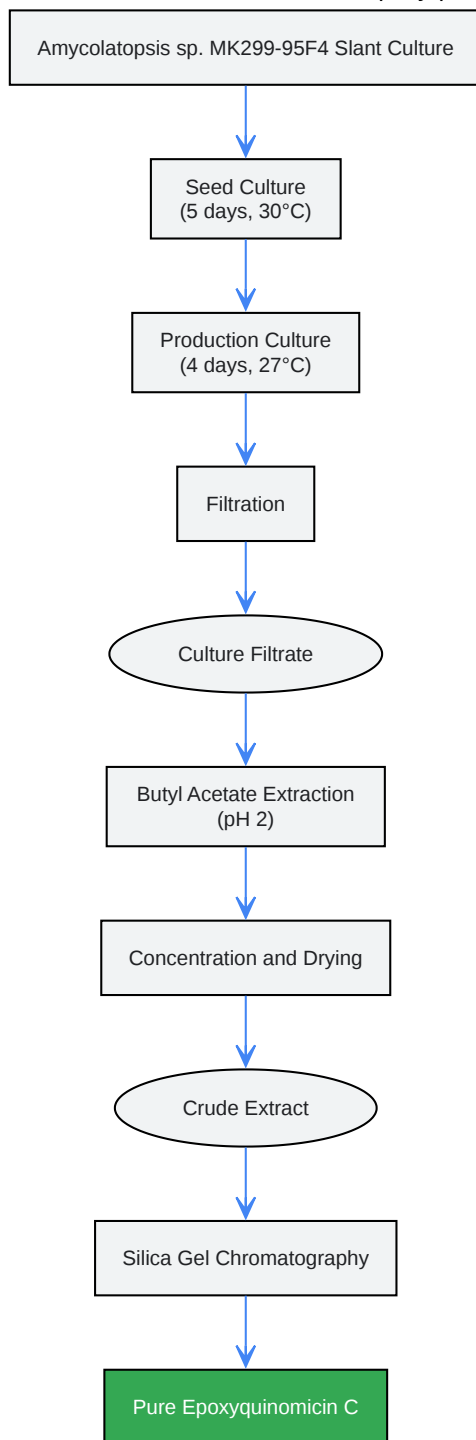 Amycolatopsis sp. MK299-95F4 Slant Culture
Seed Culture
(5 days, 30°C)
Production Culture
(4 days, 27°C)
Filtration
Culture Filtrate
Butyl Acetate Extraction
(pH 2)
Concentration and Drying
Crude Extract
Silica Gel Chromatography
Pure Epoxyquinomicin C